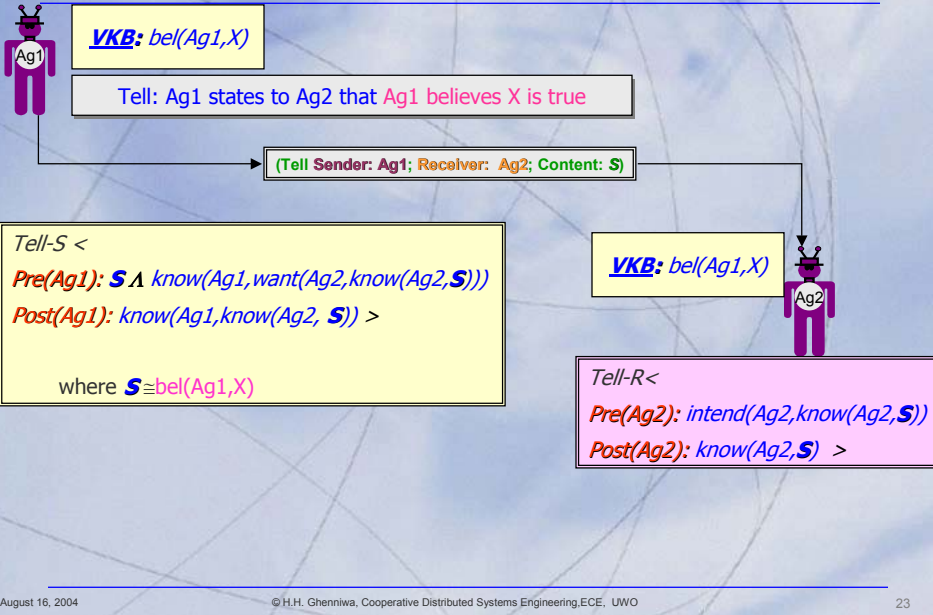 Ag1
VKB: bel(Ag1,X)
Tell: Ag1 states to Ag2 that Ag1 believes X is true
(Tell Sender: Ag1; Receiver: Ag2; Content: S)
Tell-S <
Pre(Ag1): S Λ know(Ag1,want(Ag2,know(Ag2,S)))
Post(Ag1): know(Ag1,know(Ag2, S)) >
where S ≅bel(Ag1,X)
VKB: bel(Ag1,X)
Ag2
Tell-R<
Pre(Ag2): intend(Ag2,know(Ag2,S))
Post(Ag2): know(Ag2,S) >
August 16, 2004
© H.H. Ghenniwa, Cooperative Distributed Systems Engineering,ECE, UWO
23